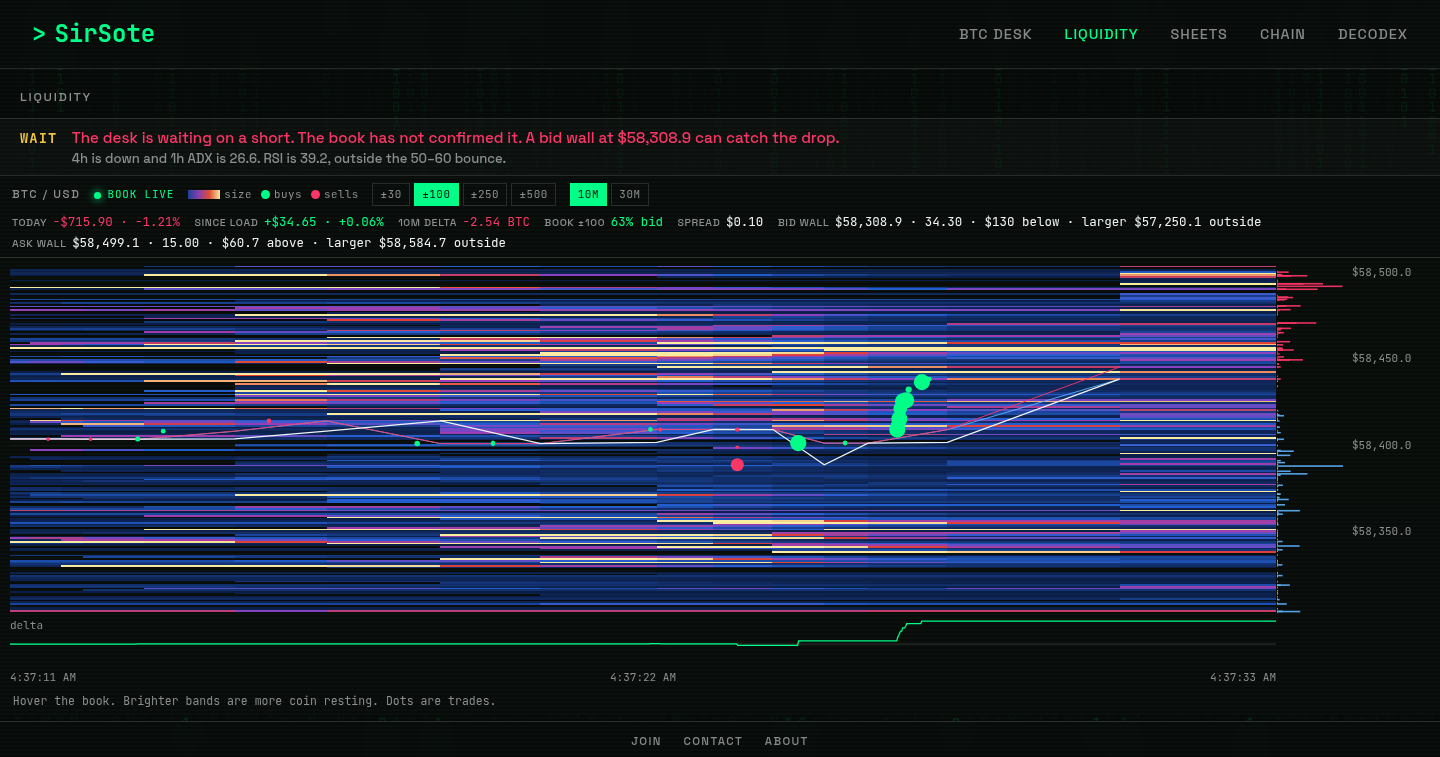 > SirSote
BTC DESK LIQUIDITY SHEETS CHAIN DECODEX
LIQUIDITY
WAIT The desk is waiting on a short. The book has not confirmed it. A bid wall at $58,308.9 can catch the drop.
4h is down and 1h ADX is 26.6. RSI is 39.2, outside the 50–60 bounce.
BTC / USD BOOK LIVE size buys sells ±30 ±100 ±250 ±500 10M 30M
TODAY -$715.90 · -1.21% SINCE LOAD +$34.65 · +0.06% 10M DELTA -2.54 BTC BOOK ±100 63% bid SPREAD $0.10 BID WALL $58,308.9 · 34.30 · $130 below · larger $57,250.1 outside
ASK WALL $58,499.1 · 15.00 · $60.7 above · larger $58,584.7 outside
$58,500.0
$58,450.0
$58,400.0
$58,350.0
delta
4:37:11 AM 4:37:22 AM 4:37:33 AM
Hover the book. Brighter bands are more coin resting. Dots are trades.
JOIN CONTACT ABOUT